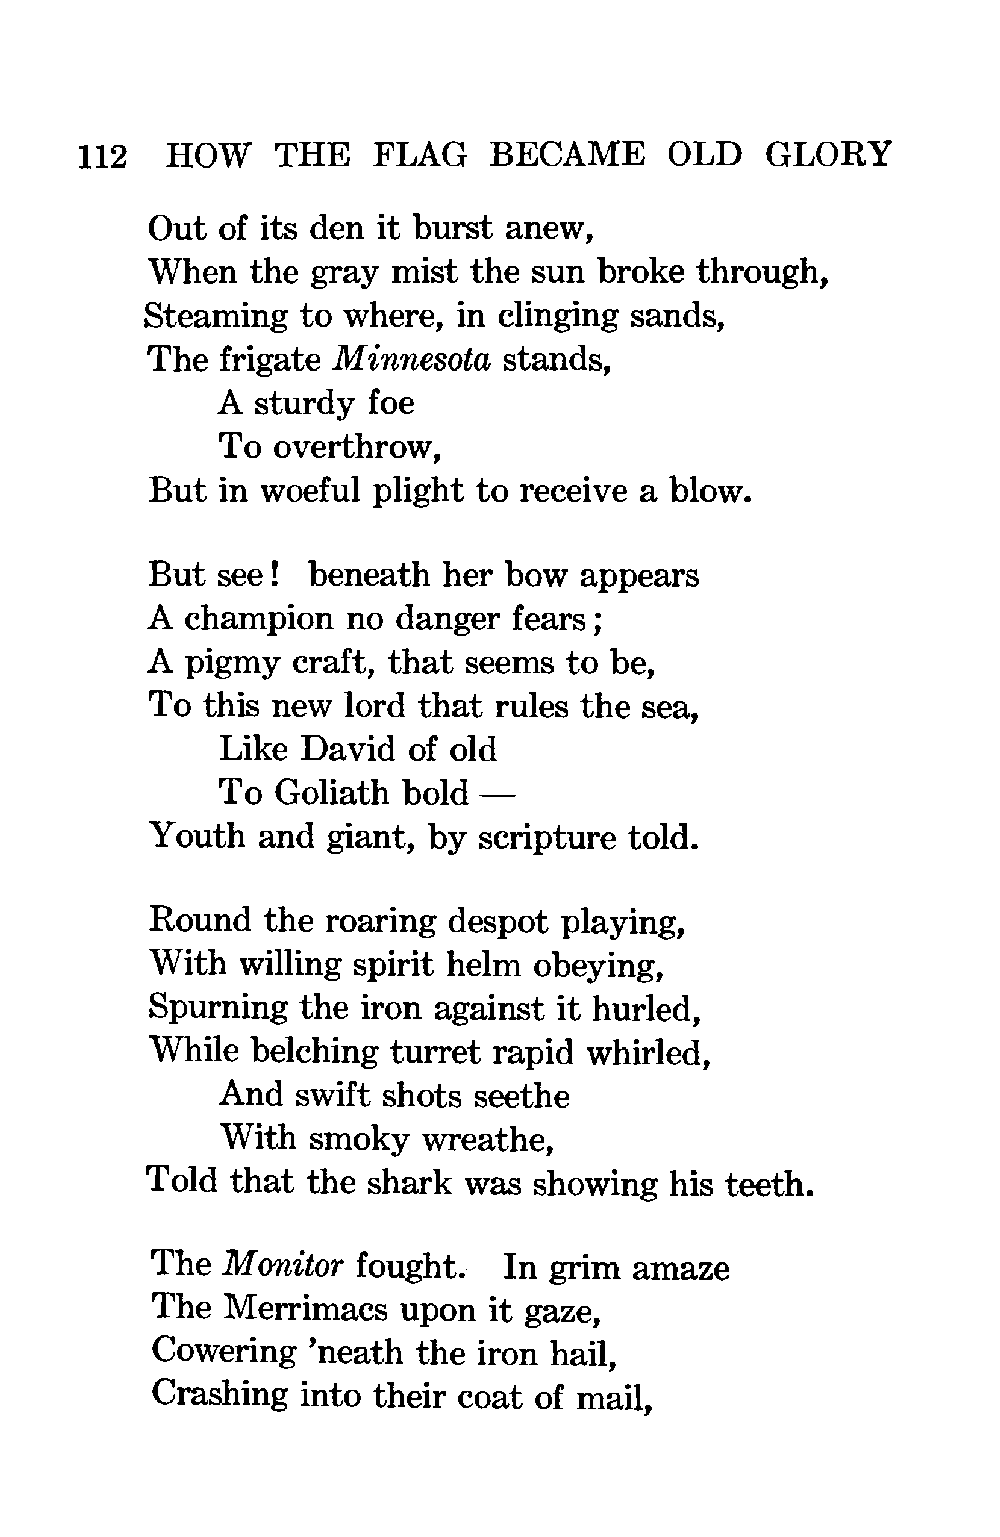 112 HOW THE FLAG BECAME OLD GLORY
Out of its den it burst anew,
When the gray mist the sun broke through,
Steaming to where, in clinging sands,
The frigate Minnesota stands,
A sturdy foe
To overthrow,
But in woeful plight to receive a blow.
But see! beneath her bow appears
A champion no danger fears;
A pigmy craft, that seems to be,
To this new lord that rules the sea,
Like David of old
To Goliath bold —
Youth and giant, by scripture told.
Round the roaring despot playing,
With willing spirit helm obeying,
Spurning the iron against it hurled,
While belching turret rapid whirled,
And swift shots seethe
With smoky wreathe,
Told that the shark was showing his teeth.
The Monitor fought. In grim amaze
The Merrimacs upon it gaze,
Cowering ’neath the iron hail,
Crashing into their coat of mail,